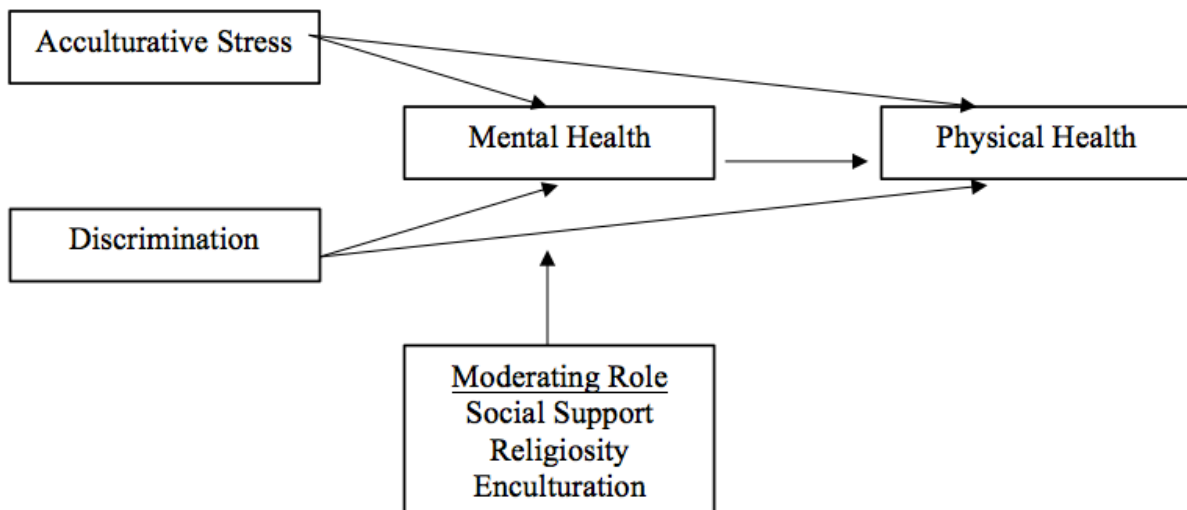 Acculturative Stress
Mental Health
Physical Health
Discrimination
Moderating Role
Social Support
Religiosity
Enculturation